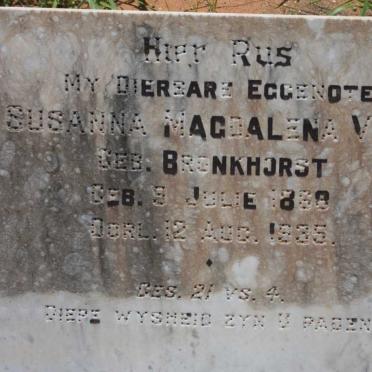 HIER RUS
MY DIERBARE EGGENOTE
SUSANNA MAGDALENA V
GEB. BRONKHORST
GEB. 9 JULIE 1868
OORL. 12 AUG. 1935.
GES. 21 VS. 4.
DIEPE WYSHEID ZYN U PADEN